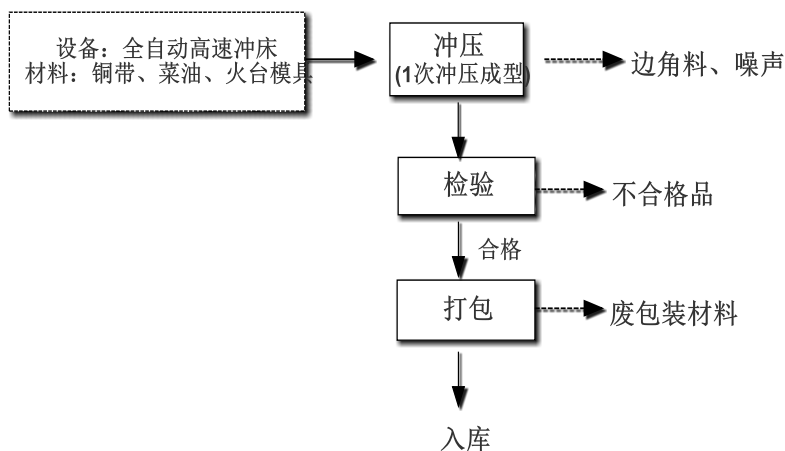 设备：全自动高速冲床
材料：铜带、菜油、火台模具
冲压
(1次冲压成型)
边角料、噪声
检验
不合格品
合格
打包
废包装材料
入库